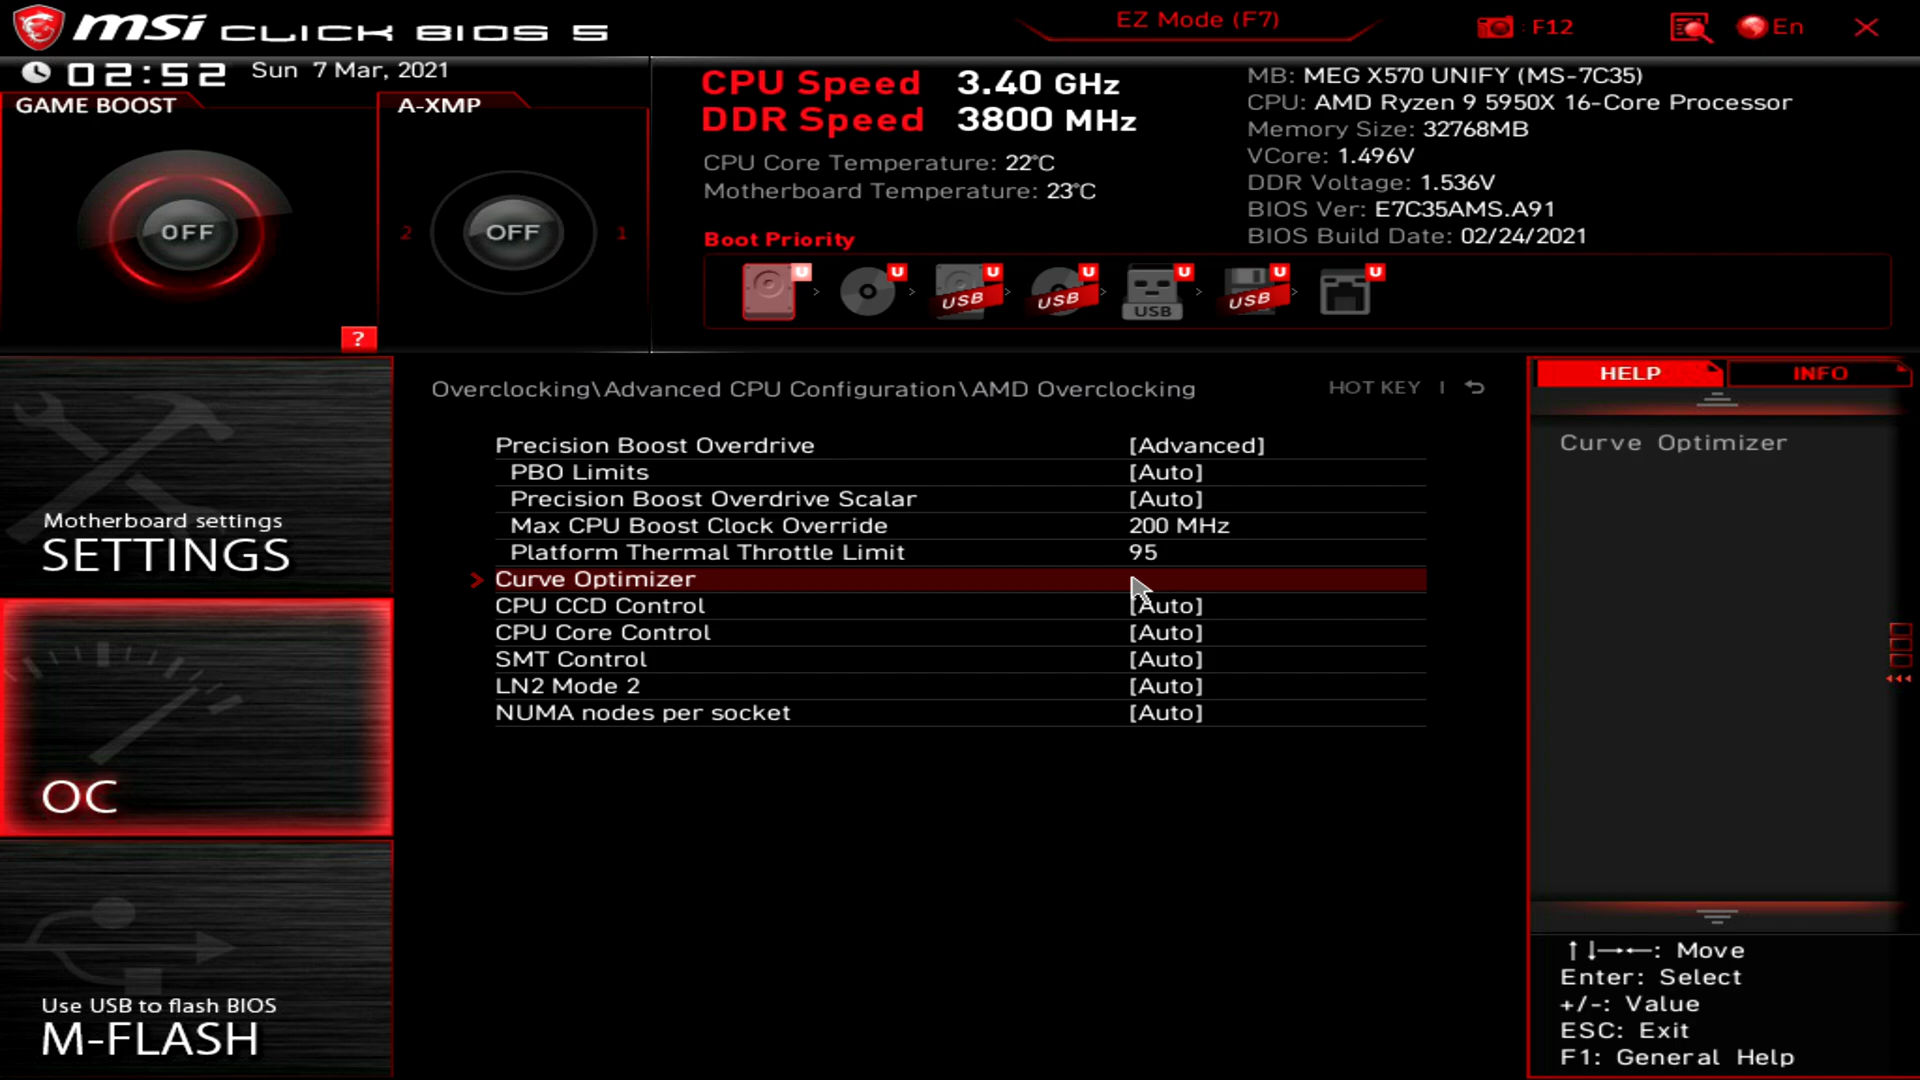 msi CLICK BIOS 5
EZ Mode (F7)
: F12
En
02:52 Sun 7 Mar, 2021
GAME BOOST
OFF
?
A-XMP
2 OFF 1
CPU Speed 3.40 GHz
DDR Speed 3800 MHz
CPU Core Temperature: 22°C
Motherboard Temperature: 23°C
MB: MEG X570 UNIFY (MS-7C35)
CPU: AMD Ryzen 9 5950X 16-Core Processor
Memory Size: 32768MB
VCore: 1.496V
DDR Voltage: 1.536V
BIOS Ver: E7C35AMS.A91
BIOS Build Date: 02/24/2021
Boot Priority
U U U U U U U
USB USB USB USB
Motherboard settings
SETTINGS
OC
Use USB to flash BIOS
M-FLASH
Overclocking\Advanced CPU Configuration\AMD Overclocking
HOT KEY |
Precision Boost Overdrive [Advanced]
PBO Limits [Auto]
Precision Boost Overdrive Scalar [Auto]
Max CPU Boost Clock Override 200 MHz
Platform Thermal Throttle Limit 95
> Curve Optimizer
CPU CCD Control [Auto]
CPU Core Control [Auto]
SMT Control [Auto]
LN2 Mode 2 [Auto]
NUMA nodes per socket [Auto]
HELP
INFO
Curve Optimizer
↑↓→←: Move
Enter: Select
+/-: Value
ESC: Exit
F1: General Help